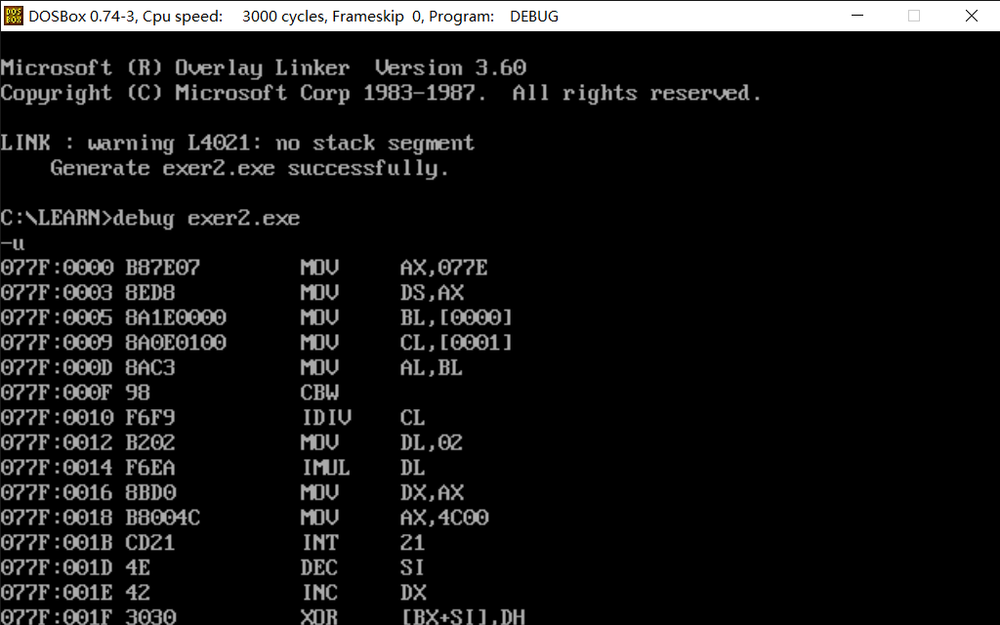 DOSBox 0.74-3, Cpu speed: 3000 cycles, Frameskip 0, Program: DEBUG
Microsoft (R) Overlay Linker Version 3.60
Copyright (C) Microsoft Corp 1983-1987. All rights reserved.
LINK : warning L4021: no stack segment
Generate exer2.exe successfully.
C:\LEARN>debug exer2.exe
-u
077F:0000 B87E07 MOV AX,077E
077F:0003 8ED8 MOV DS,AX
077F:0005 8A1E0000 MOV BL,[0000]
077F:0009 8A0E0100 MOV CL,[0001]
077F:000D 8AC3 MOV AL,BL
077F:000F 98 CBW
077F:0010 F6F9 IDIV CL
077F:0012 B202 MOV DL,02
077F:0014 F6EA IMUL DL
077F:0016 8BD0 MOV DX,AX
077F:0018 B8004C MOV AX,4C00
077F:001B CD21 INT 21
077F:001D 4E DEC SI
077F:001E 42 INC DX
077F:001F 3030 XOR [BX+SI],DH